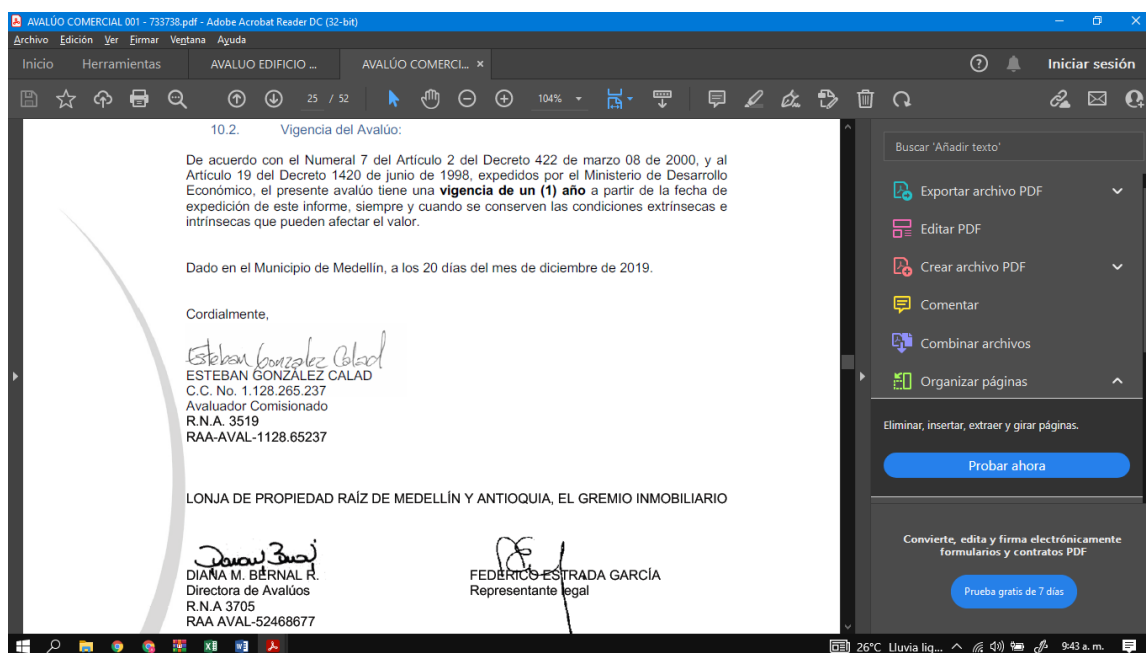 AVALÚO COMERCIAL 001 - 733738.pdf - Adobe Acrobat Reader DC (32-bit)
Archivo Edición Ver Firmar Ventana Ayuda
Inicio Herramientas AVALUO EDIFICIO ... AVALÚO COMERCI... × Iniciar sesión
25 / 52 104%
10.2. Vigencia del Avalúo:
De acuerdo con el Numeral 7 del Artículo 2 del Decreto 422 de marzo 08 de 2000, y al
Artículo 19 del Decreto 1420 de junio de 1998, expedidos por el Ministerio de Desarrollo
Económico, el presente avalúo tiene una vigencia de un (1) año a partir de la fecha de
expedición de este informe, siempre y cuando se conserven las condiciones extrínsecas e
intrínsecas que pueden afectar el valor.
Dado en el Municipio de Medellín, a los 20 días del mes de diciembre de 2019.
Cordialmente,
Esteban González Calad
ESTEBAN GONZÁLEZ CALAD
C.C. No. 1.128.265.237
Avaluador Comisionado
R.N.A. 3519
RAA-AVAL-1128.65237
LONJA DE PROPIEDAD RAÍZ DE MEDELLÍN Y ANTIOQUIA, EL GREMIO INMOBILIARIO
DIANA M. BERNAL R.
Directora de Avalúos
R.N.A 3705
RAA AVAL-52468677
FEDERICO ESTRADA GARCÍA
Representante legal
Buscar 'Añadir texto'
Exportar archivo PDF
Editar PDF
Crear archivo PDF
Comentar
Combinar archivos
Organizar páginas
Eliminar, insertar, extraer y girar páginas.
Probar ahora
Convierte, edita y firma electrónicamente
formularios y contratos PDF
Prueba gratis de 7 días
26°C Lluvia lig... 9:43 a. m.